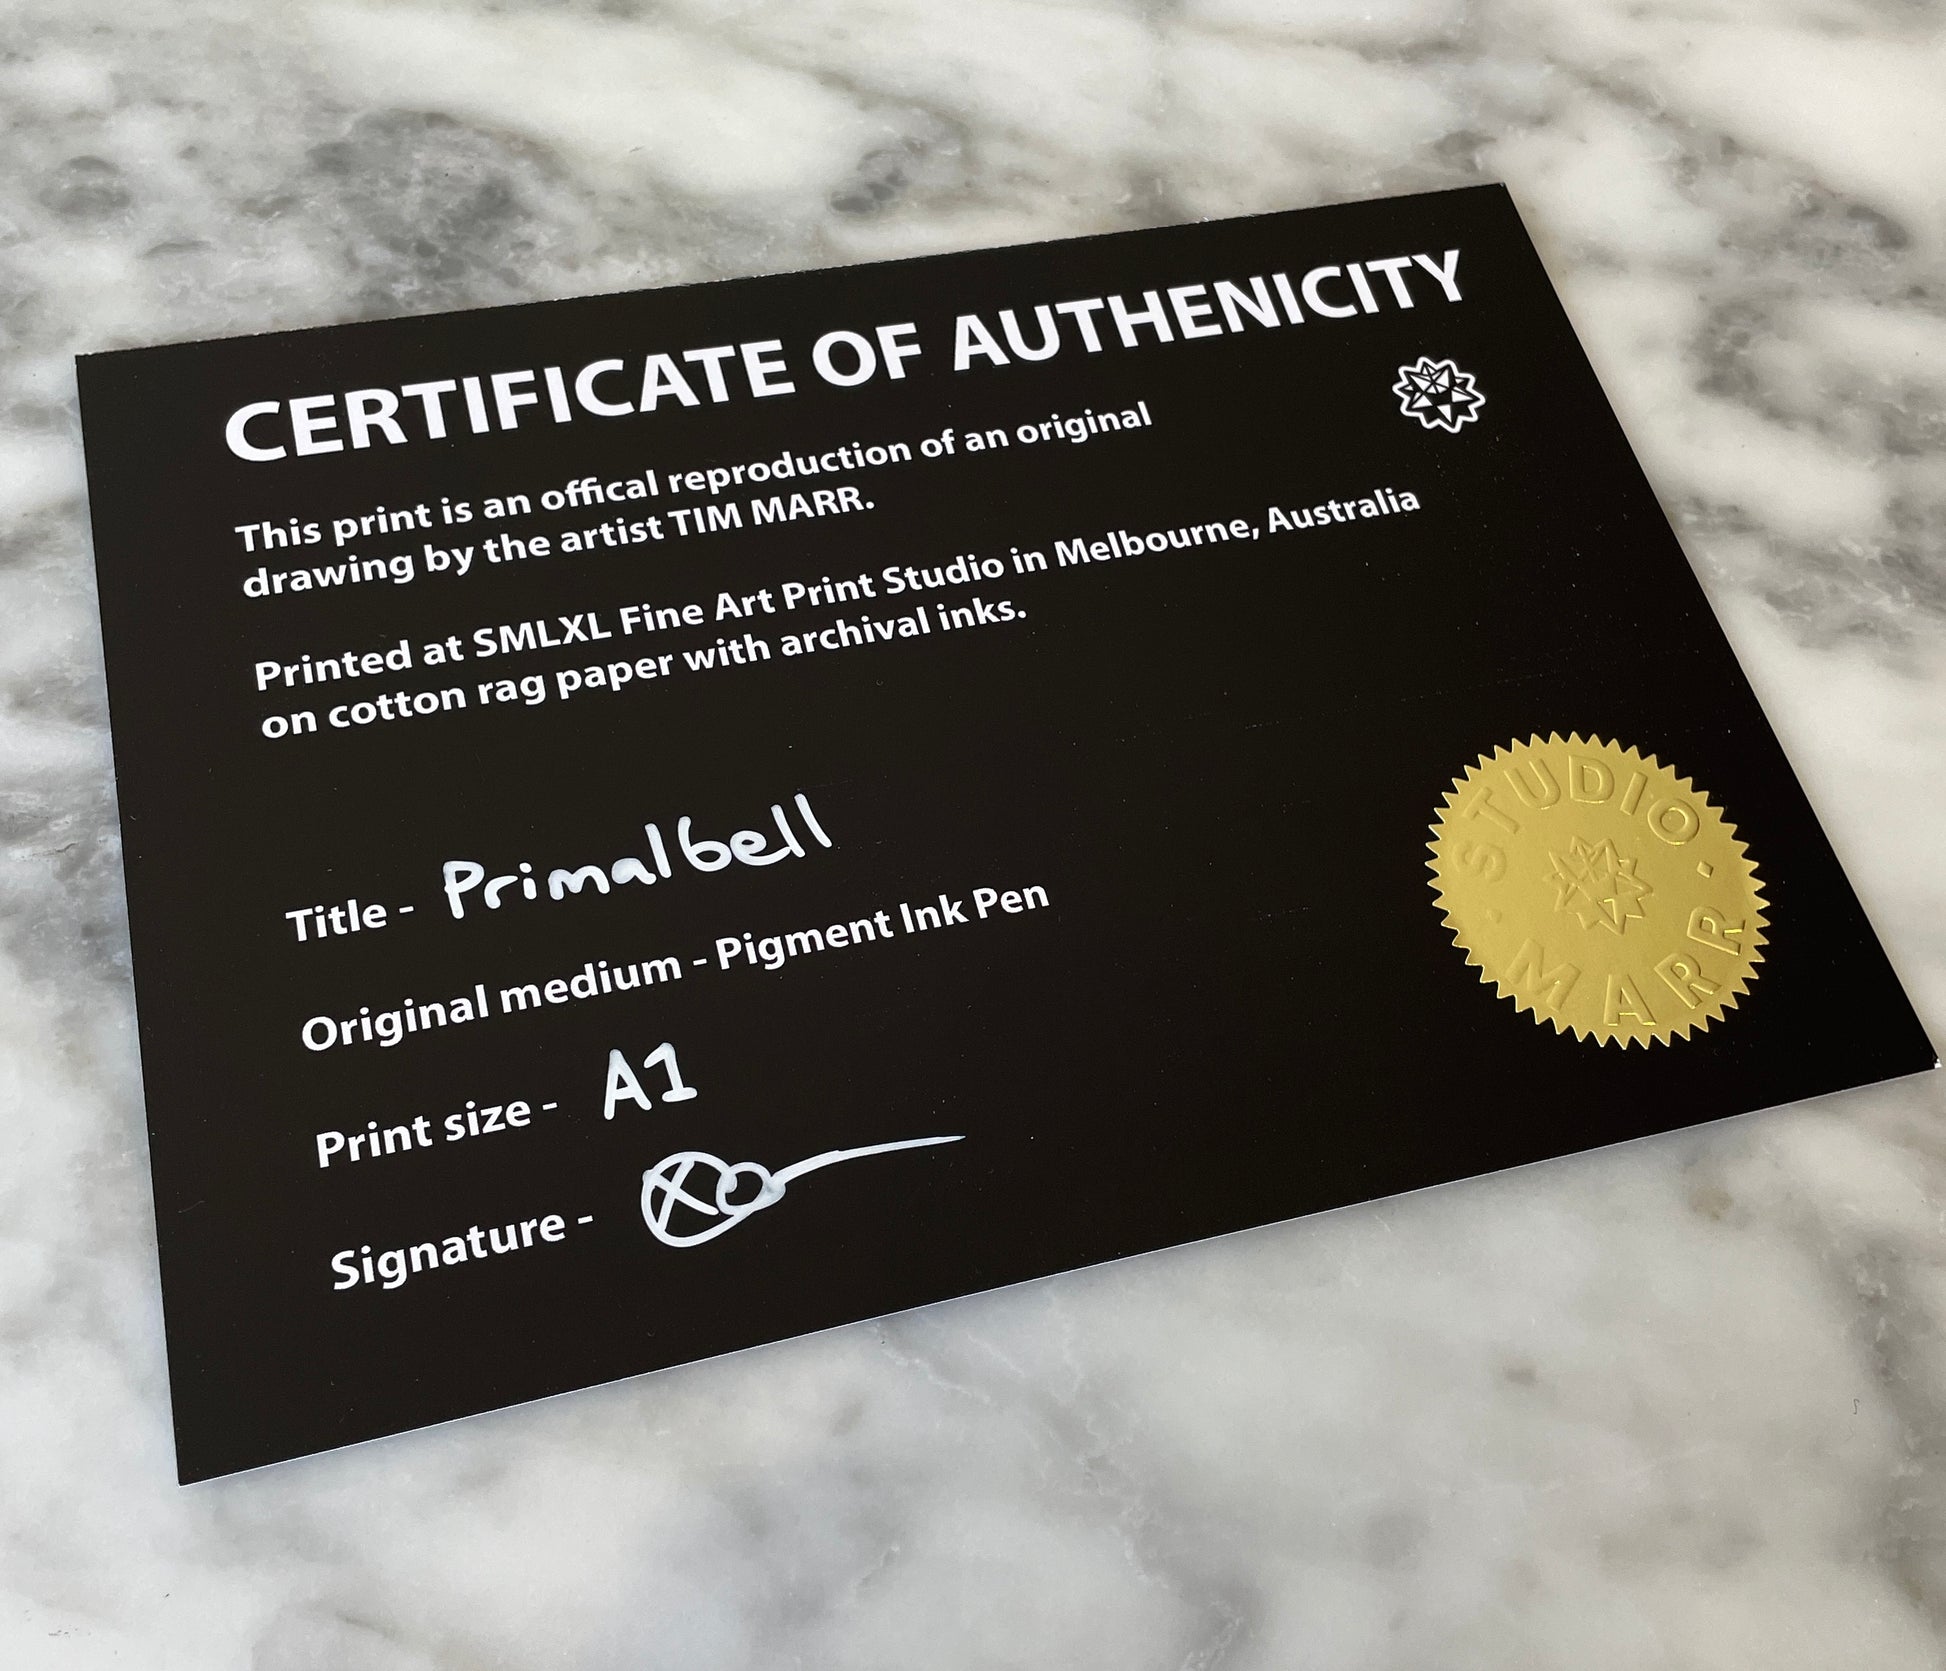 CERTIFICATE OF AUTHENICITY
This print is an offical reproduction of an original
drawing by the artist TIM MARR.
Printed at SMLXL Fine Art Print Studio in Melbourne, Australia
on cotton rag paper with archival inks.
Title - Primalbell
Original medium - Pigment Ink Pen
Print size - A1
Signature -
· STUDIO ·
MARR